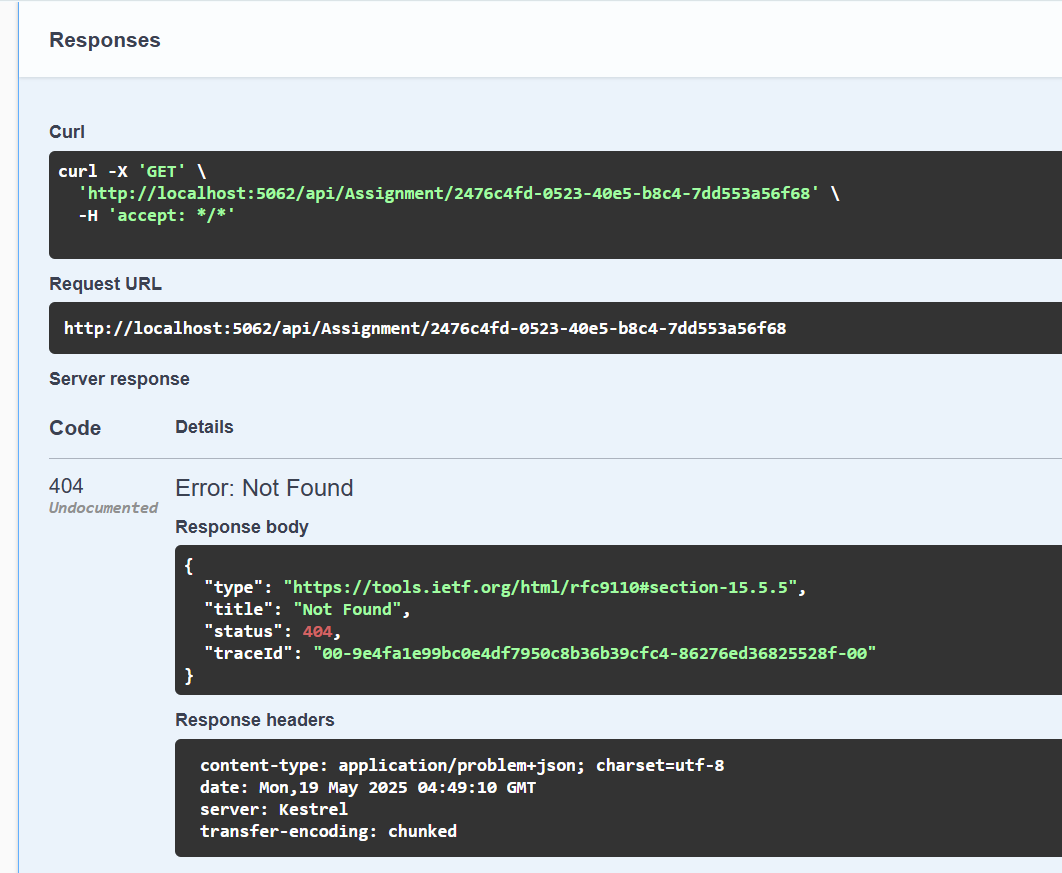 Responses
Curl
curl -X 'GET' \
  'http://localhost:5062/api/Assignment/2476c4fd-0523-40e5-b8c4-7dd553a56f68' \
  -H 'accept: */*'
Request URL
http://localhost:5062/api/Assignment/2476c4fd-0523-40e5-b8c4-7dd553a56f68
Server response
Code Details
404 Error: Not Found
Undocumented
Response body
{
  "type": "https://tools.ietf.org/html/rfc9110#section-15.5.5",
  "title": "Not Found",
  "status": 404,
  "traceId": "00-9e4fa1e99bc0e4df7950c8b36b39cfc4-86276ed36825528f-00"
}
Response headers
content-type: application/problem+json; charset=utf-8
date: Mon,19 May 2025 04:49:10 GMT
server: Kestrel
transfer-encoding: chunked